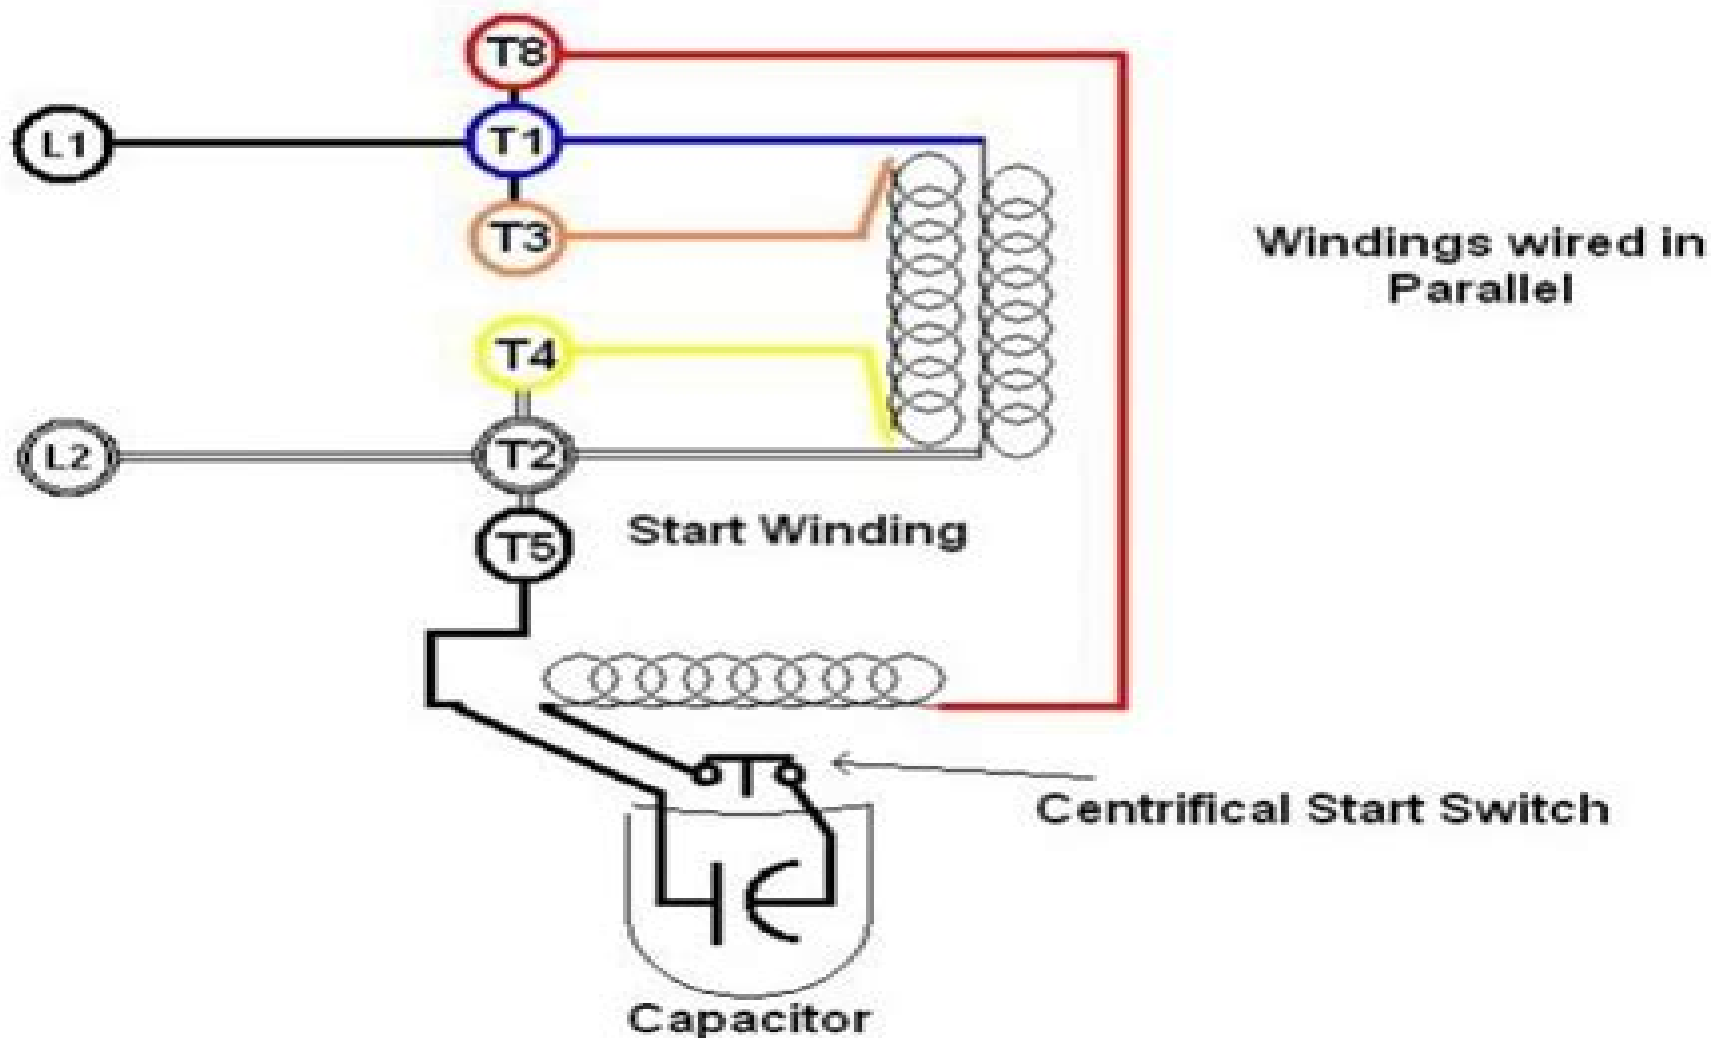 T8
L1
T1
T3
Windings wired in
Parallel
T4
L2
T2
T5
Start Winding
Centrifical Start Switch
Capacitor